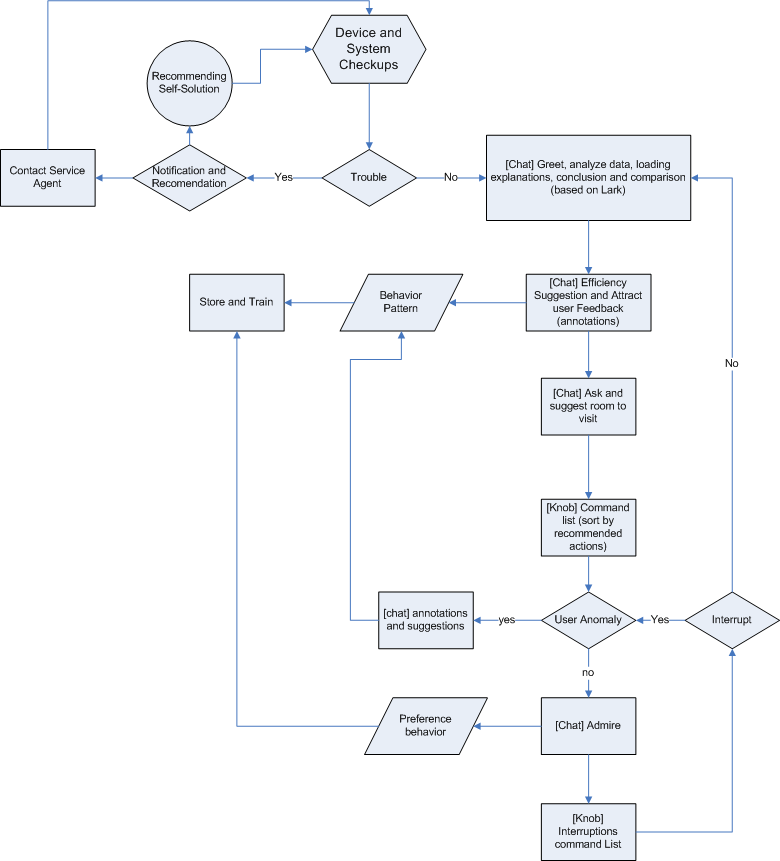 Device and
System
Checkups
Recommending
Self-Solution
Contact Service
Agent
Notification and
Recomendation
Yes
Trouble
No
[Chat] Greet, analyze data, loading
explanations, conclusion and comparison
(based on Lark)
Store and Train
Behavior
Pattern
[Chat] Efficiency
Suggestion and Attract
user Feedback
(annotations)
No
[Chat] Ask and
suggest room to
visit
[Knob] Command
list (sort by
recommended
actions)
[chat] annotations
and suggestions
yes
User Anomaly
Yes
Interrupt
no
Preference
behavior
[Chat] Admire
[Knob]
Interruptions
command List